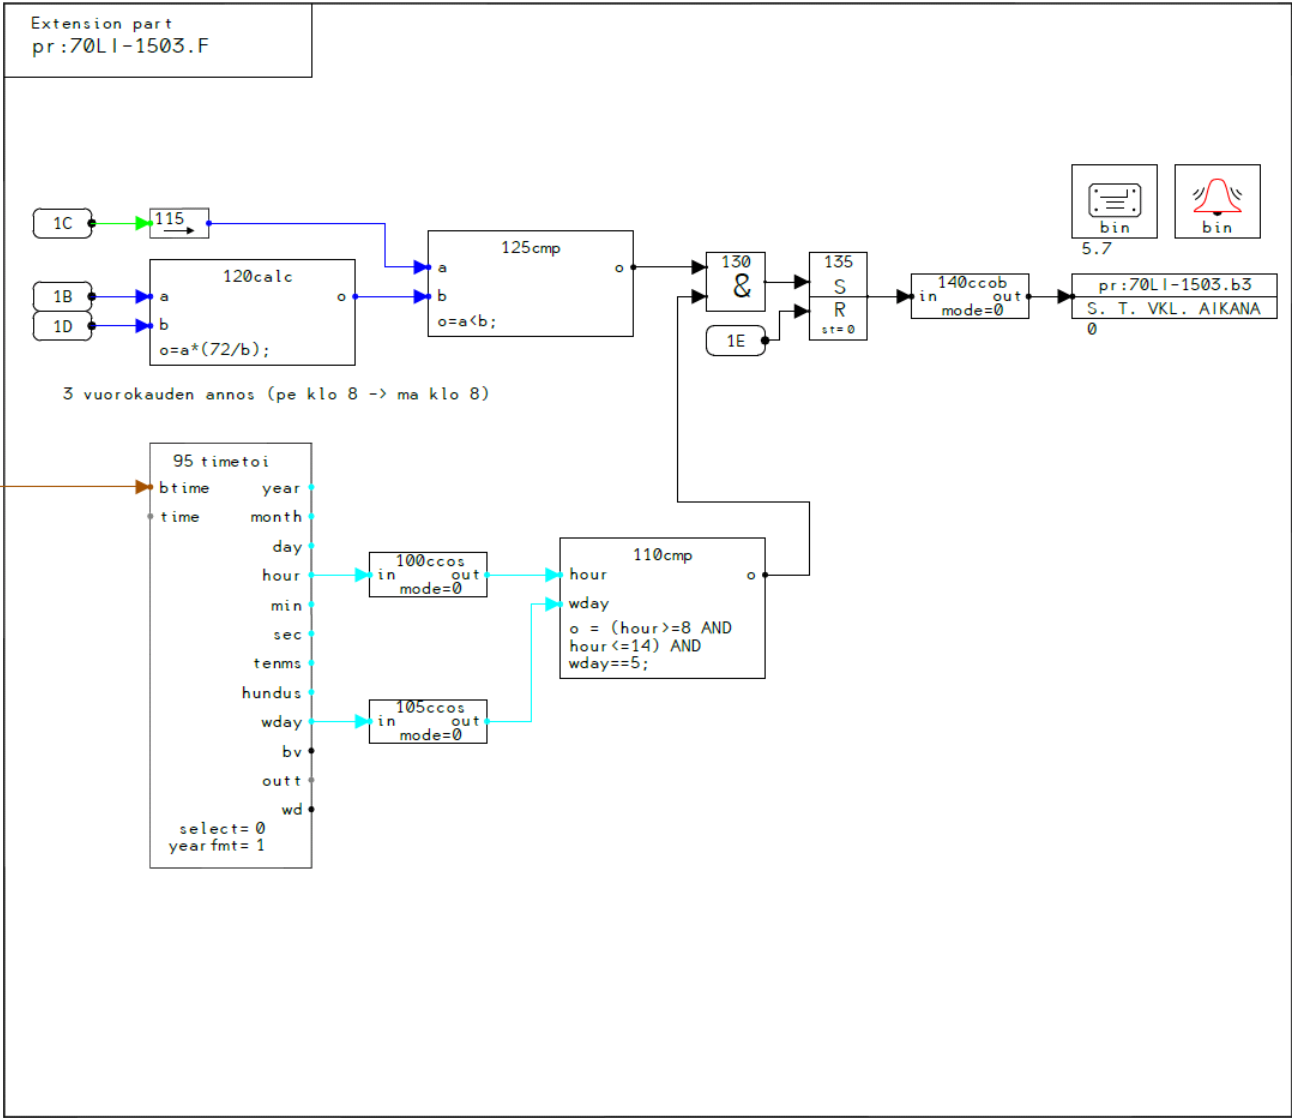 Extension part
pr:70LI-1503.F
bin
bin
5.7
1C
115
1B
1D
120calc
a
o
b
o=a*(72/b);
125cmp
a
o
b
o=a<b;
130
&
1E
135
S
R
st=0
140ccob
in out
mode=0
pr:70LI-1503.b3
S. T. VKL. AIKANA
0
3 vuorokauden annos (pe klo 8 -> ma klo 8)
95 timetoi
btime year
time month
day
hour
min
sec
tenms
hundus
wday
bv
outt
wd
select= 0
yearfmt= 1
100ccos
in out
mode=0
105ccos
in out
mode=0
110cmp
hour o
wday
o = (hour>=8 AND
hour<=14) AND
wday==5;